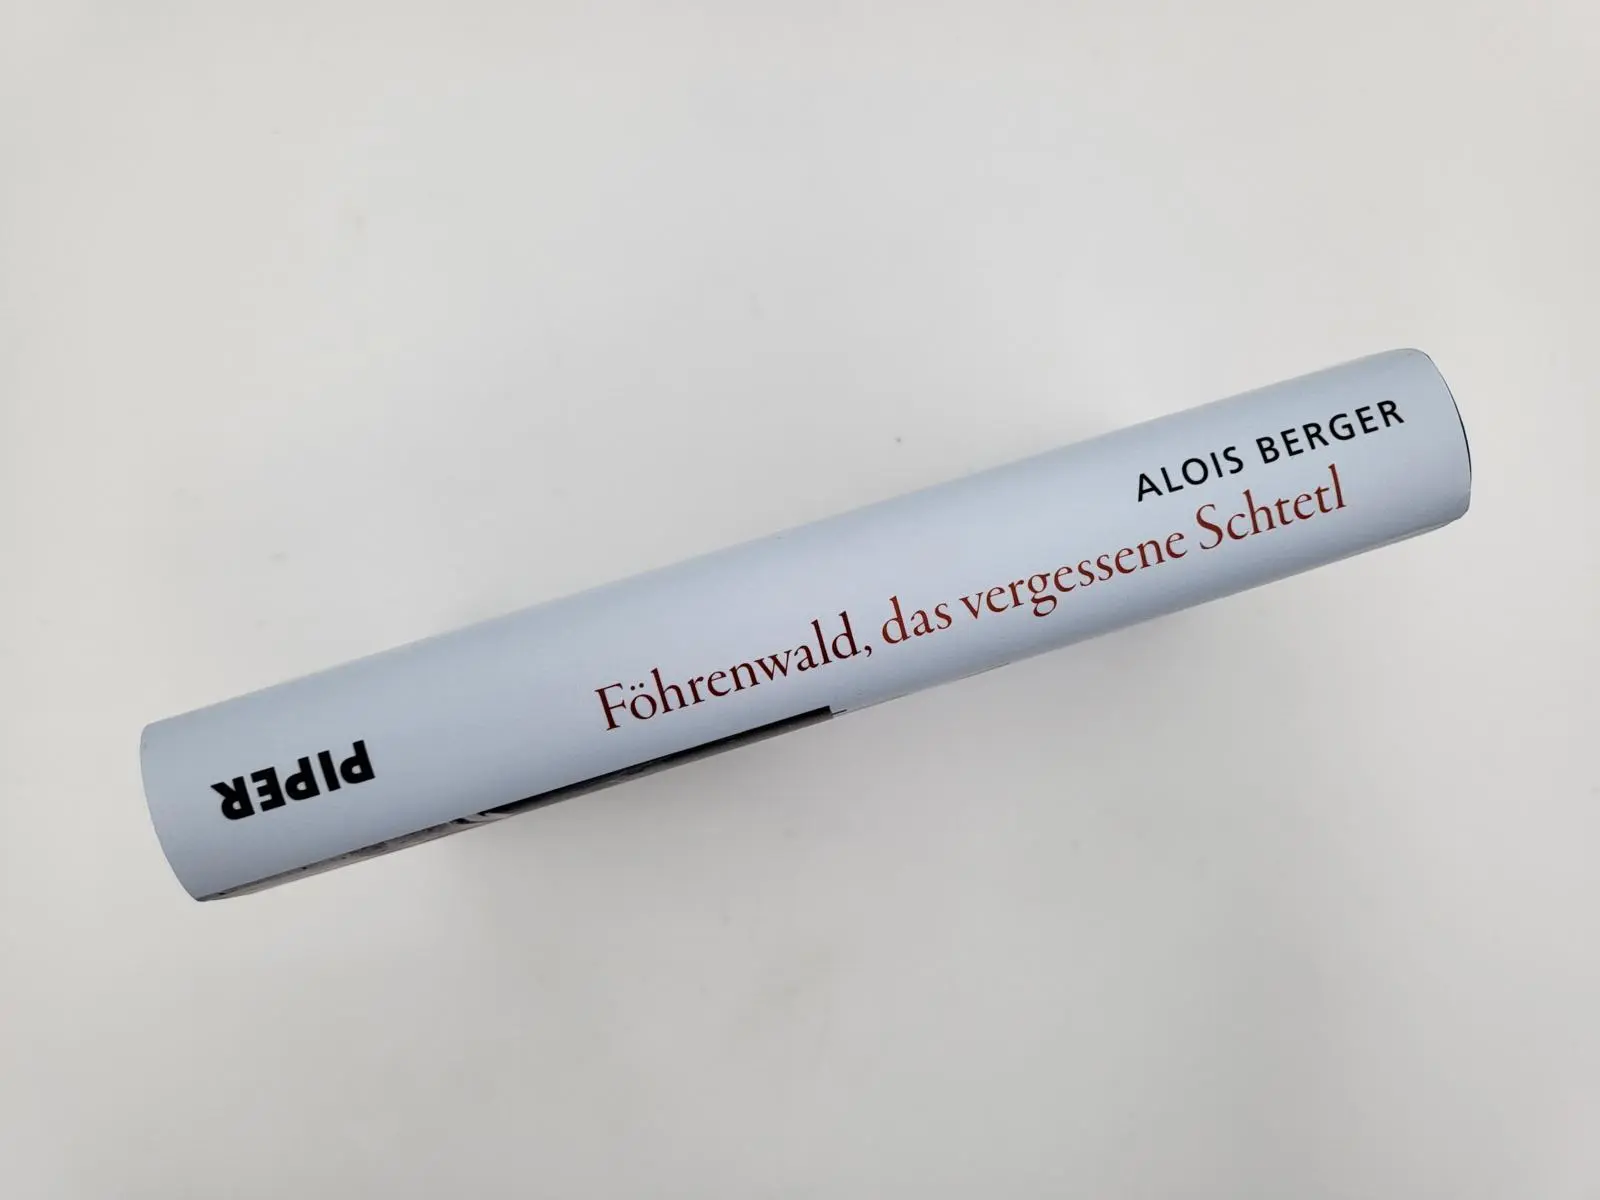 ALOIS BERGER
Föhrenwald, das vergessene Schtetl
PIPER